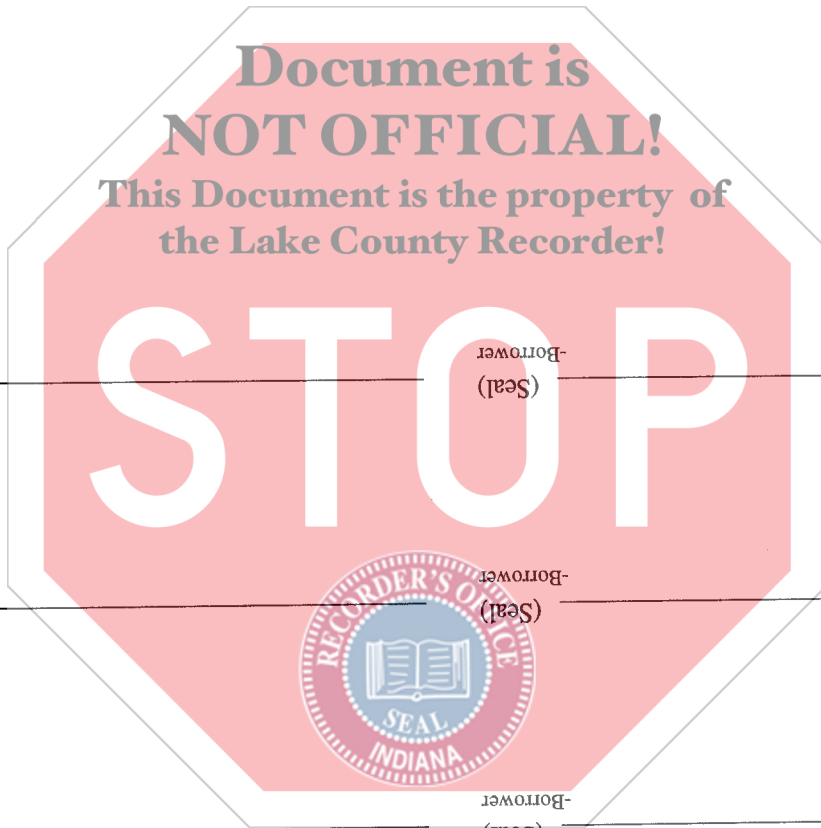 Document is
NOT OFFICIAL!
This Document is the property of
the Lake County Recorder!
STOP
-Borrower
(Seal)
-Borrower
(Seal)
RECORDER'S OFFICE
SEAL
INDIANA
-Borrower
(Seal)